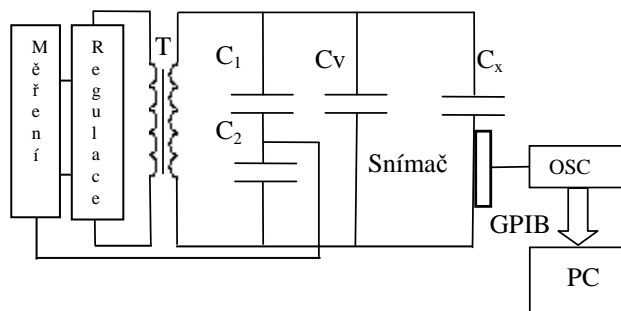 Měření
Regulace
T
C1
Cv
Cx
C2
Snímač
OSC
GPIB
PC